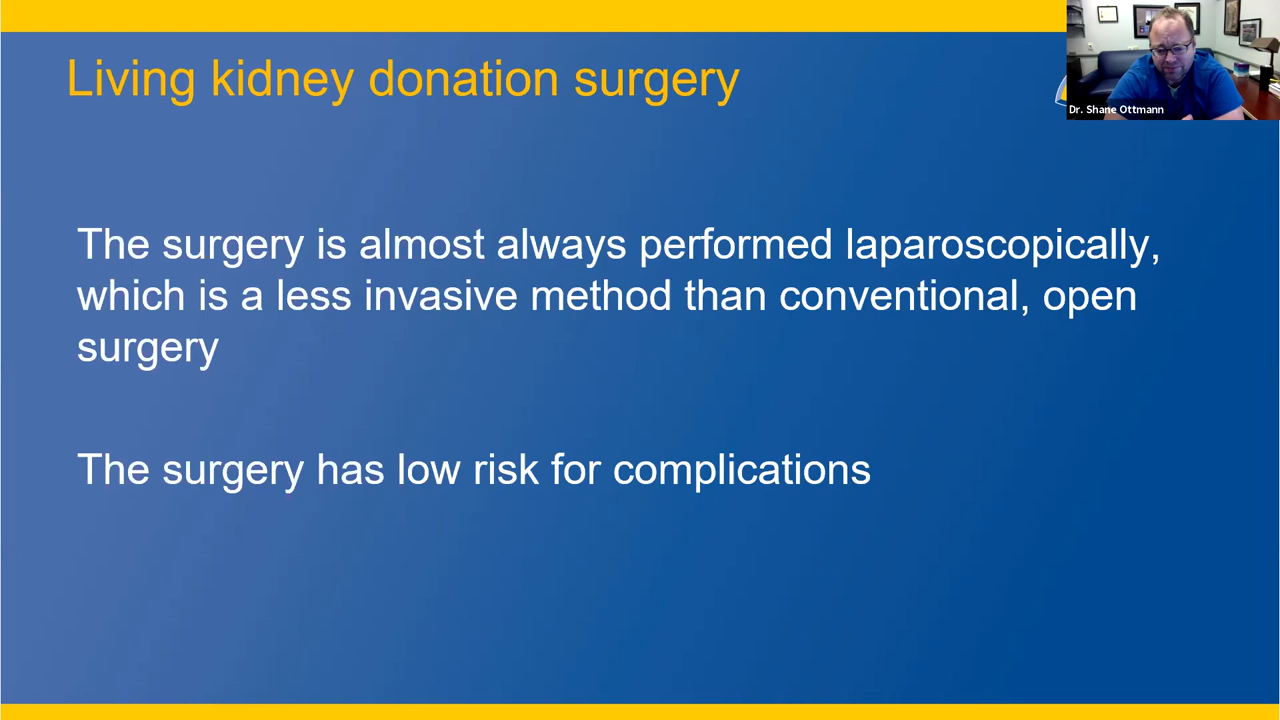 Living kidney donation surgery
Dr. Shane Ottmann
The surgery is almost always performed laparoscopically,
which is a less invasive method than conventional, open
surgery
The surgery has low risk for complications